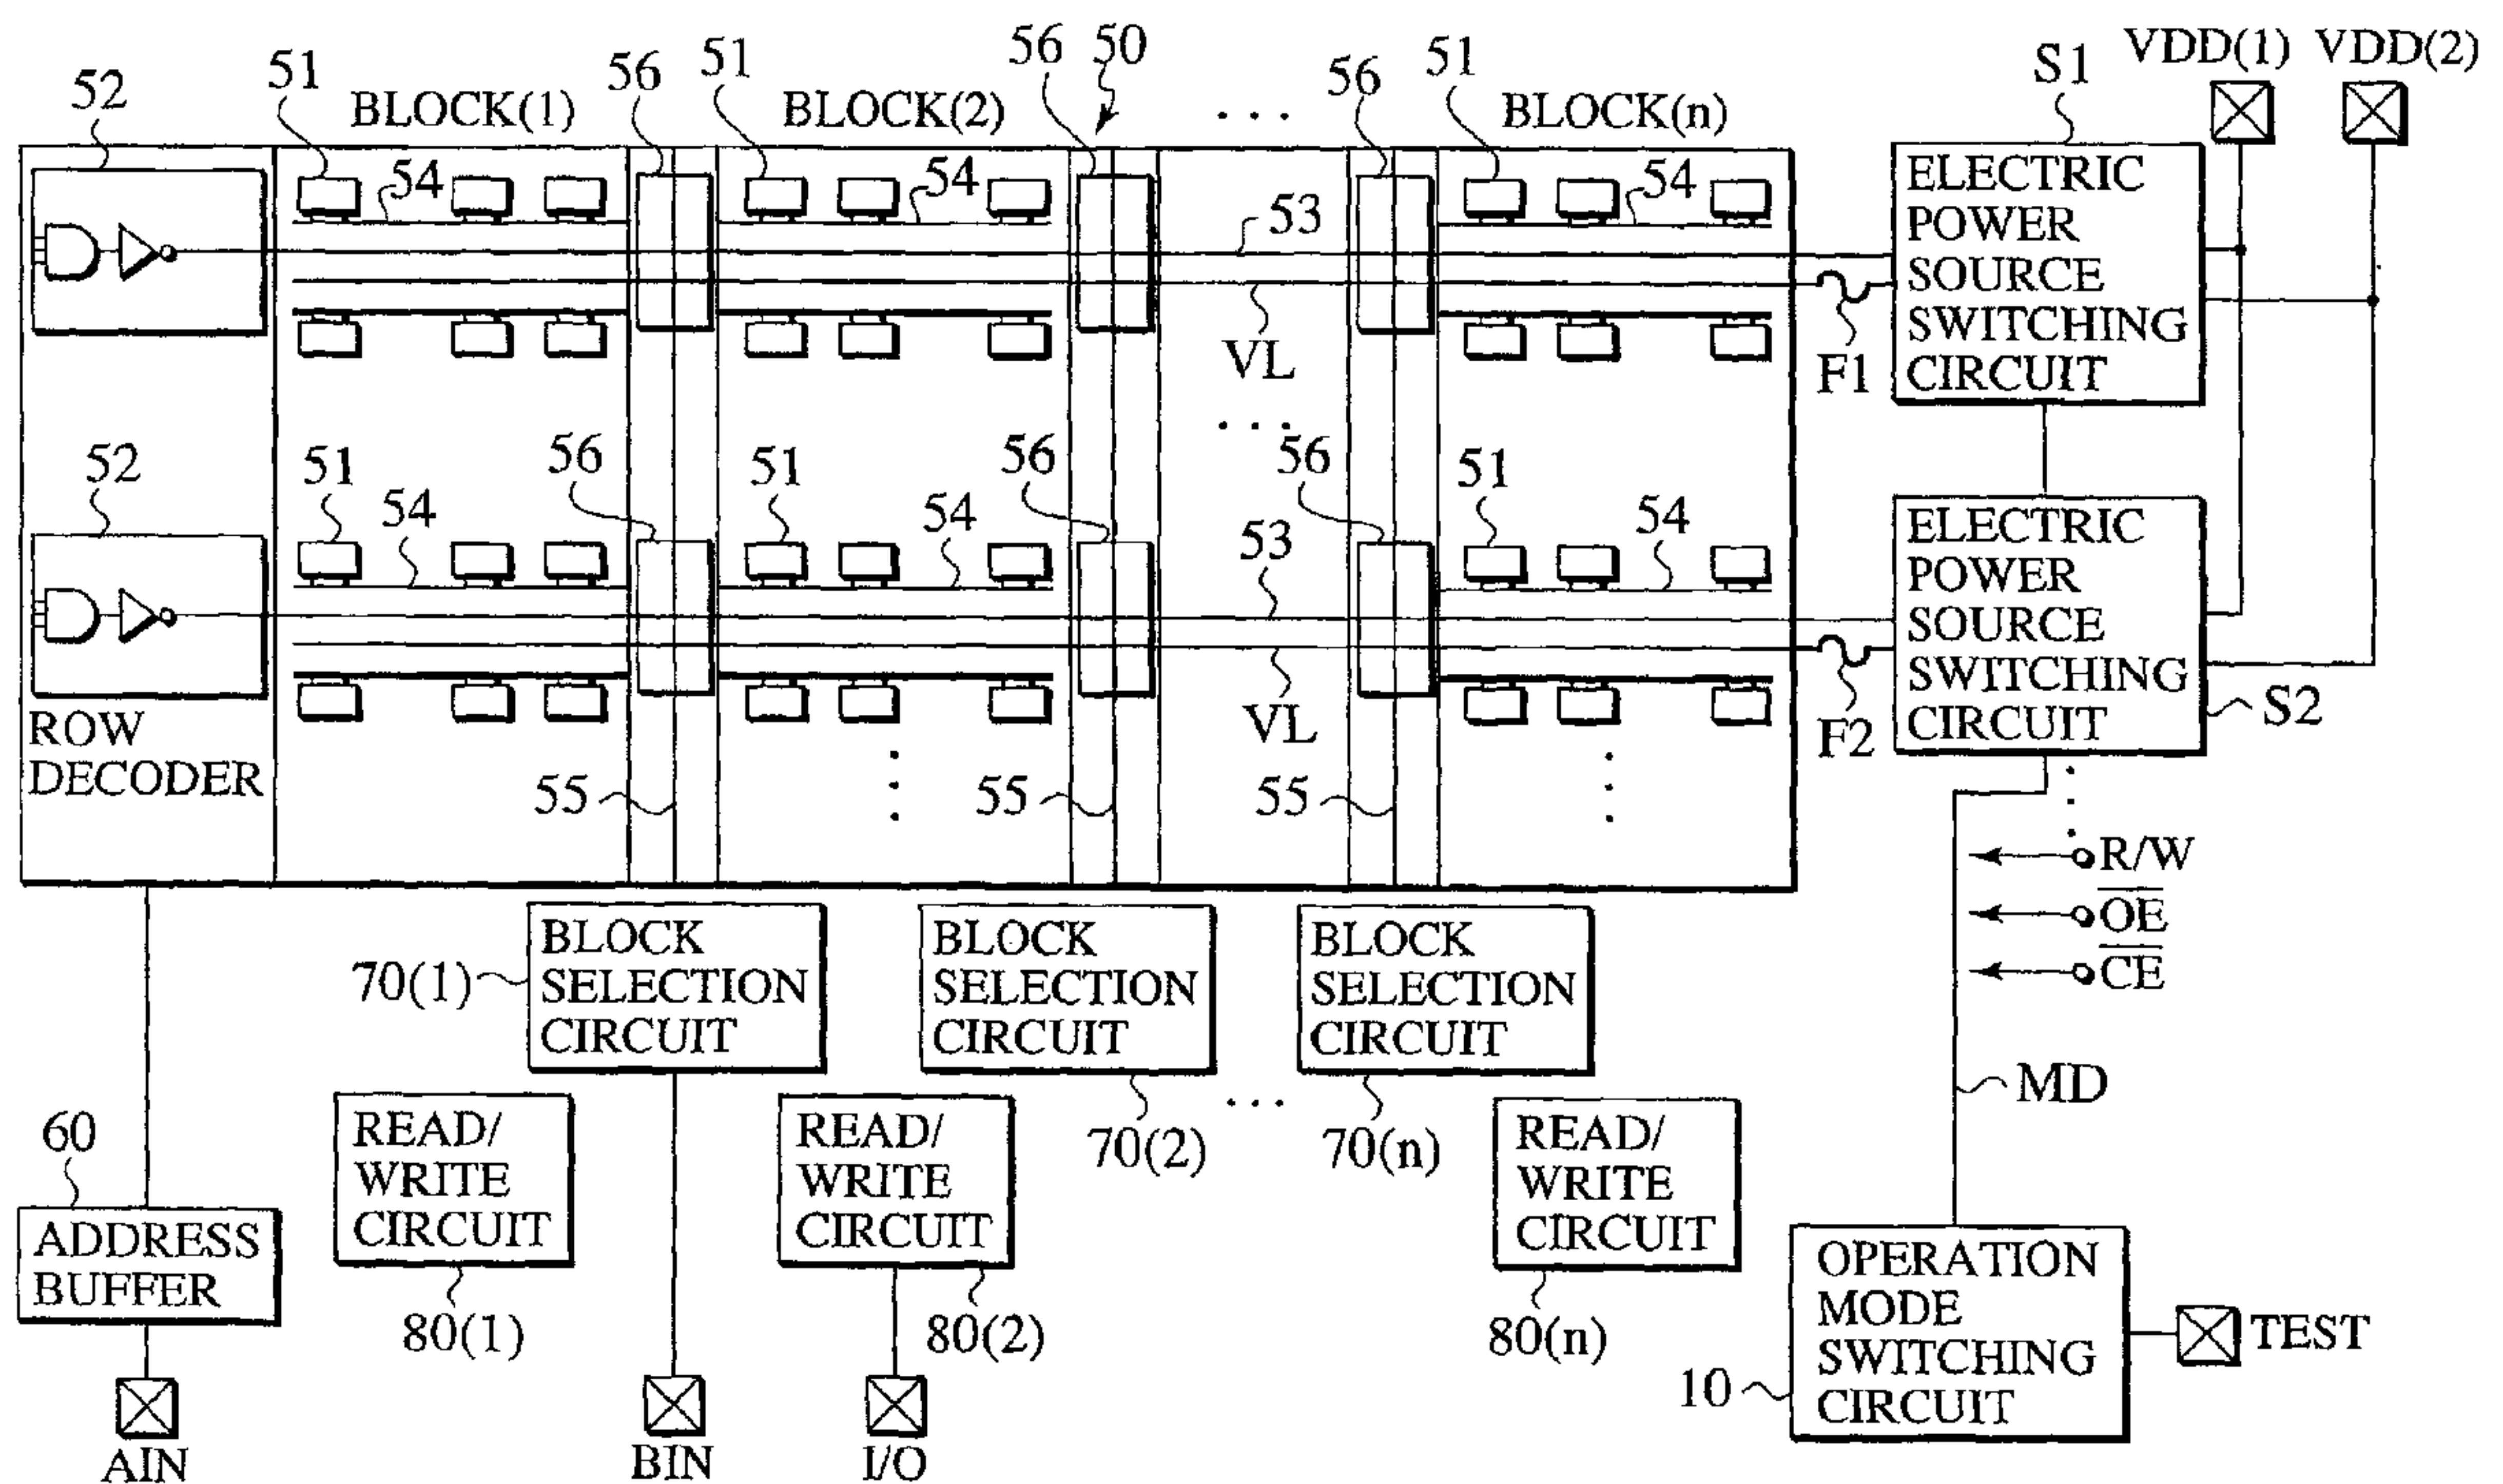 56
50
VDD(1)
VDD(2)
51
56
51
56
51
S1
52
BLOCK(1)
BLOCK(2)
. . .
BLOCK(n)
54
54
54
ELECTRIC
POWER
SOURCE
SWITCHING
CIRCUIT
53
VL
F1
. . .
52
51
56
51
56
56
51
54
54
54
53
ELECTRIC
POWER
SOURCE
SWITCHING
CIRCUIT
VL
F2
S2
ROW
DECODER
55
55
55
R/W
OE
CE
BLOCK
SELECTION
CIRCUIT
70(1)
BLOCK
SELECTION
CIRCUIT
70(2)
BLOCK
SELECTION
CIRCUIT
70(n)
. . .
MD
60
READ/
WRITE
CIRCUIT
80(1)
READ/
WRITE
CIRCUIT
80(2)
READ/
WRITE
CIRCUIT
80(n)
ADDRESS
BUFFER
OPERATION
MODE
SWITCHING
CIRCUIT
10
TEST
AIN
BIN
I/O